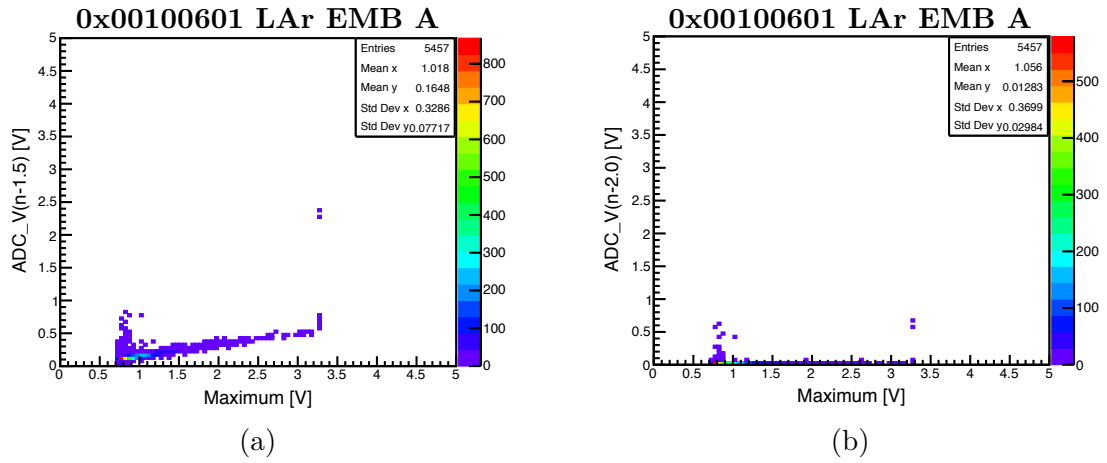 0x00100601 LAr EMB A
Entries 5457
Mean x 1.018
Mean y 0.1648
Std Dev x 0.3286
Std Dev y 0.07717
ADC_V(n-1.5) [V]
5
4.5
4
3.5
3
2.5
2
1.5
1
0.5
0
0 0.5 1 1.5 2 2.5 3 3.5 4 4.5 5
Maximum [V]
800
700
600
500
400
300
200
100
0
(a)
0x00100601 LAr EMB A
Entries 5457
Mean x 1.056
Mean y 0.01283
Std Dev x 0.3699
Std Dev y 0.02984
ADC_V(n-2.0) [V]
5
4.5
4
3.5
3
2.5
2
1.5
1
0.5
0
0 0.5 1 1.5 2 2.5 3 3.5 4 4.5 5
Maximum [V]
500
400
300
200
100
0
(b)